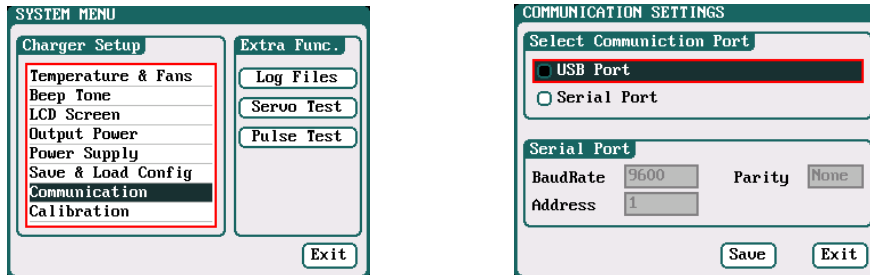 SYSTEM MENU
Charger Setup
Temperature & Fans
Beep Tone
LCD Screen
Output Power
Power Supply
Save & Load Config
Communication
Calibration
Extra Func.
Log Files
Servo Test
Pulse Test
Exit
COMMUNICATION SETTINGS
Select Communiction Port
USB Port
Serial Port
Serial Port
BaudRate 9600 Parity None
Address 1
Save Exit